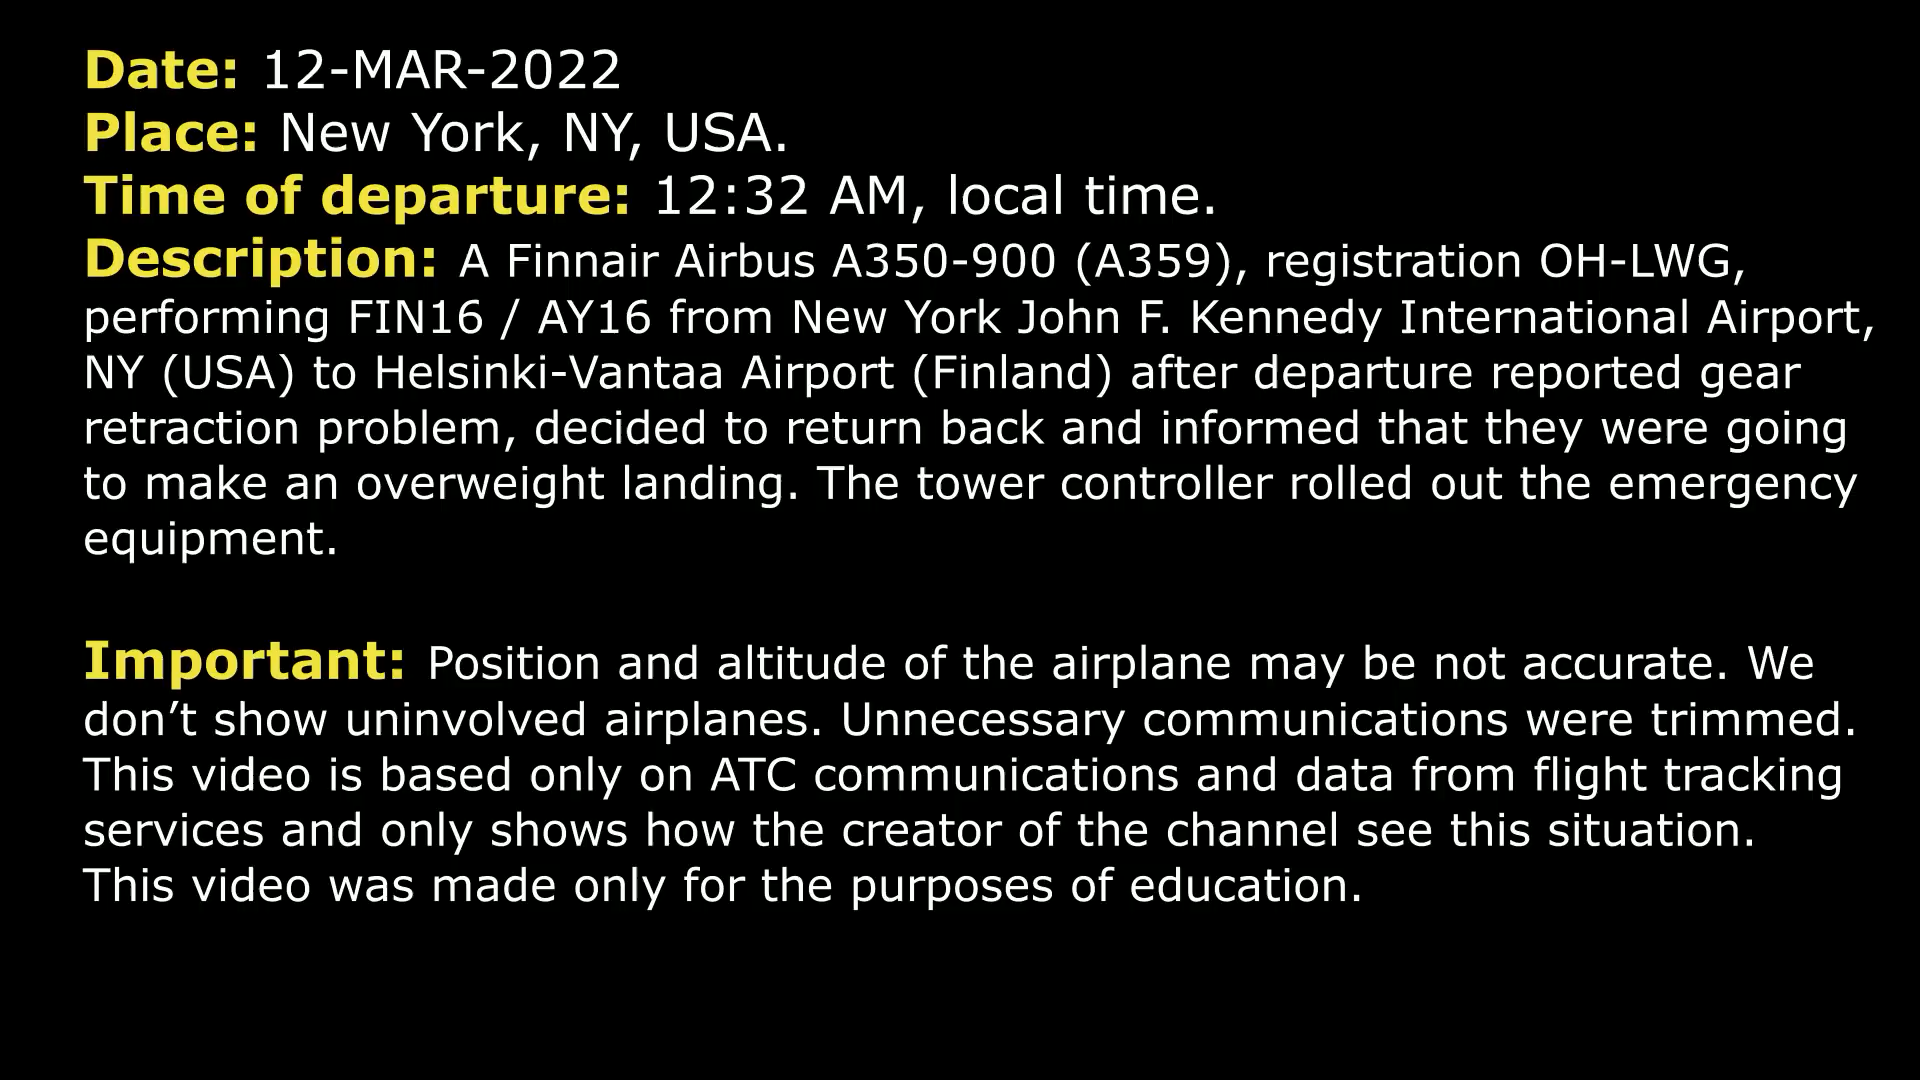 Date: 12-MAR-2022
Place: New York, NY, USA.
Time of departure: 12:32 AM, local time.
Description: A Finnair Airbus A350-900 (A359), registration OH-LWG,
performing FIN16 / AY16 from New York John F. Kennedy International Airport,
NY (USA) to Helsinki-Vantaa Airport (Finland) after departure reported gear
retraction problem, decided to return back and informed that they were going
to make an overweight landing. The tower controller rolled out the emergency
equipment.
Important: Position and altitude of the airplane may be not accurate. We
don’t show uninvolved airplanes. Unnecessary communications were trimmed.
This video is based only on ATC communications and data from flight tracking
services and only shows how the creator of the channel see this situation.
This video was made only for the purposes of education.